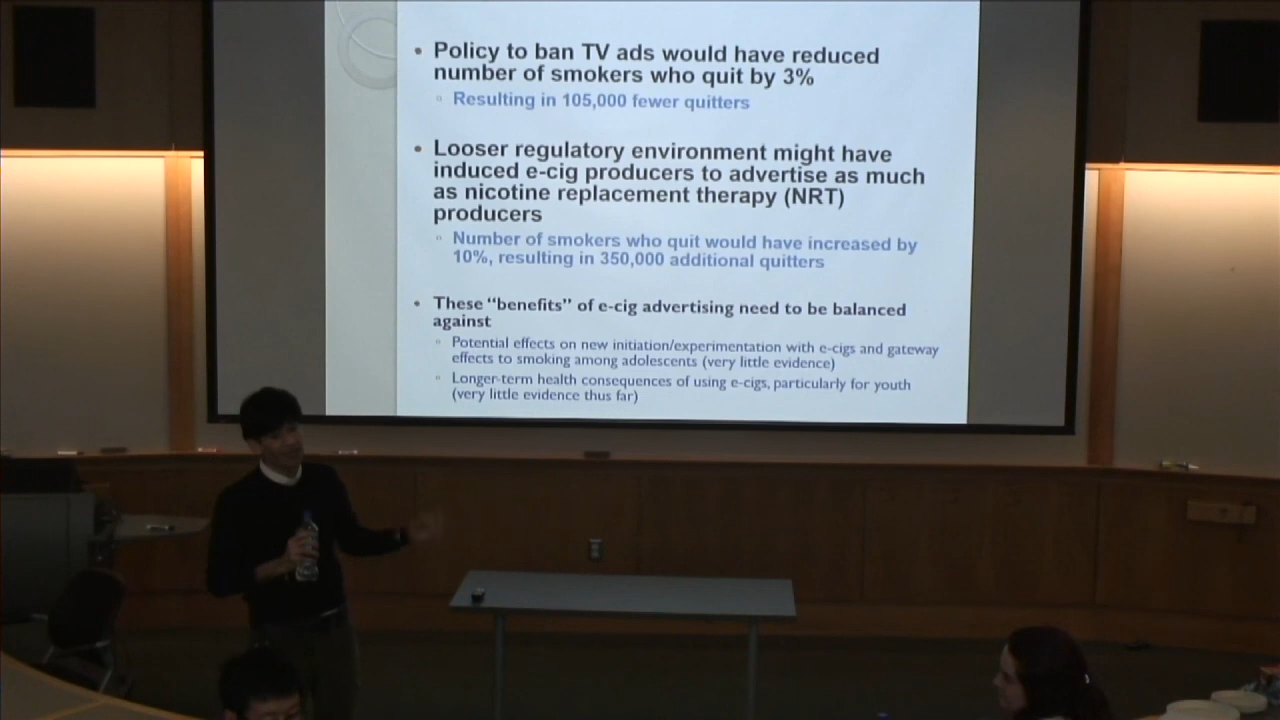 • Policy to ban TV ads would have reduced
number of smokers who quit by 3%
Resulting in 105,000 fewer quitters
• Looser regulatory environment might have
induced e-cig producers to advertise as much
as nicotine replacement therapy (NRT)
producers
Number of smokers who quit would have increased by
10%, resulting in 350,000 additional quitters
• These “benefits” of e-cig advertising need to be balanced
against
Potential effects on new initiation/experimentation with e-cigs and gateway
effects to smoking among adolescents (very little evidence)
Longer-term health consequences of using e-cigs, particularly for youth
(very little evidence thus far)